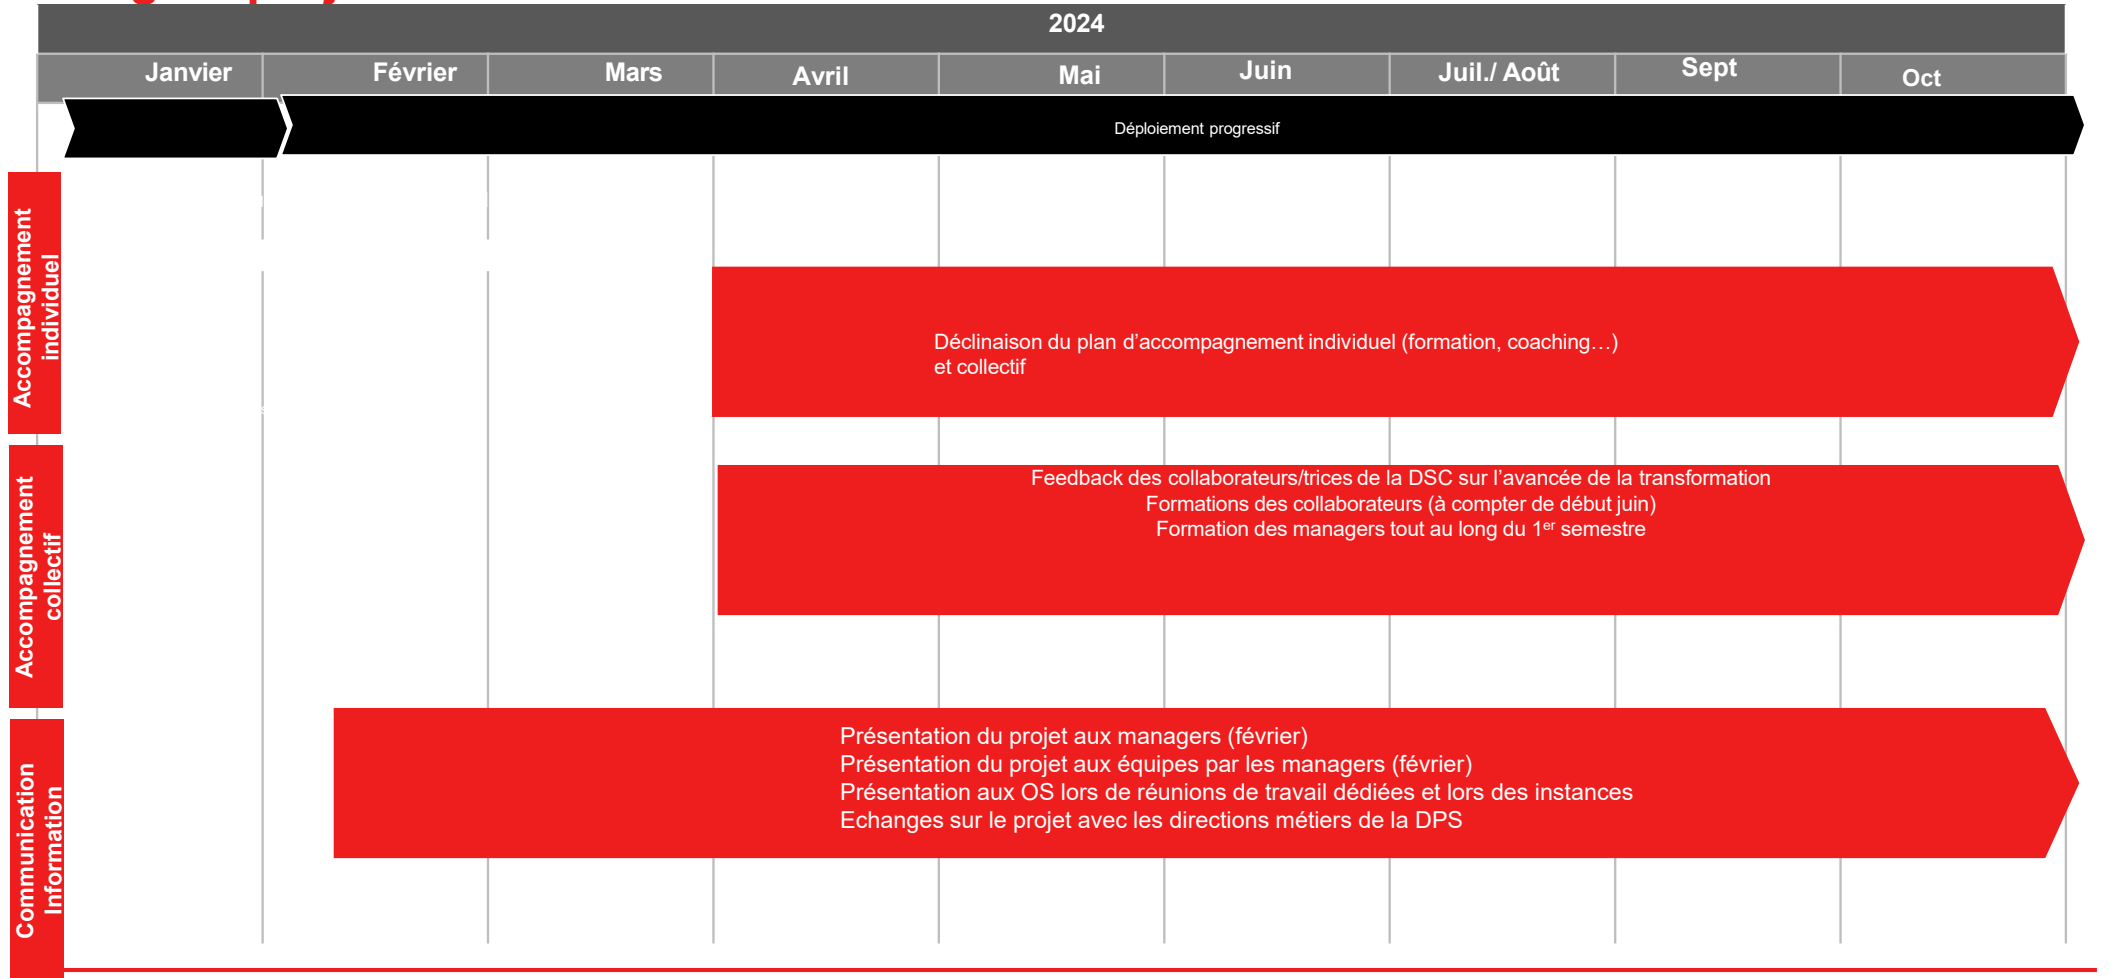 2024
Janvier Février Mars Avril Mai Juin Juil./ Août Sept Oct
Déploiement progressif
Accompagnement
individuel
Déclinaison du plan d’accompagnement individuel (formation, coaching…)
et collectif
Accompagnement
collectif
Feedback des collaborateurs/trices de la DSC sur l’avancée de la transformation
Formations des collaborateurs (à compter de début juin)
Formation des managers tout au long du 1er semestre
Communication
Information
Présentation du projet aux managers (février)
Présentation du projet aux équipes par les managers (février)
Présentation aux OS lors de réunions de travail dédiées et lors des instances
Echanges sur le projet avec les directions métiers de la DPS